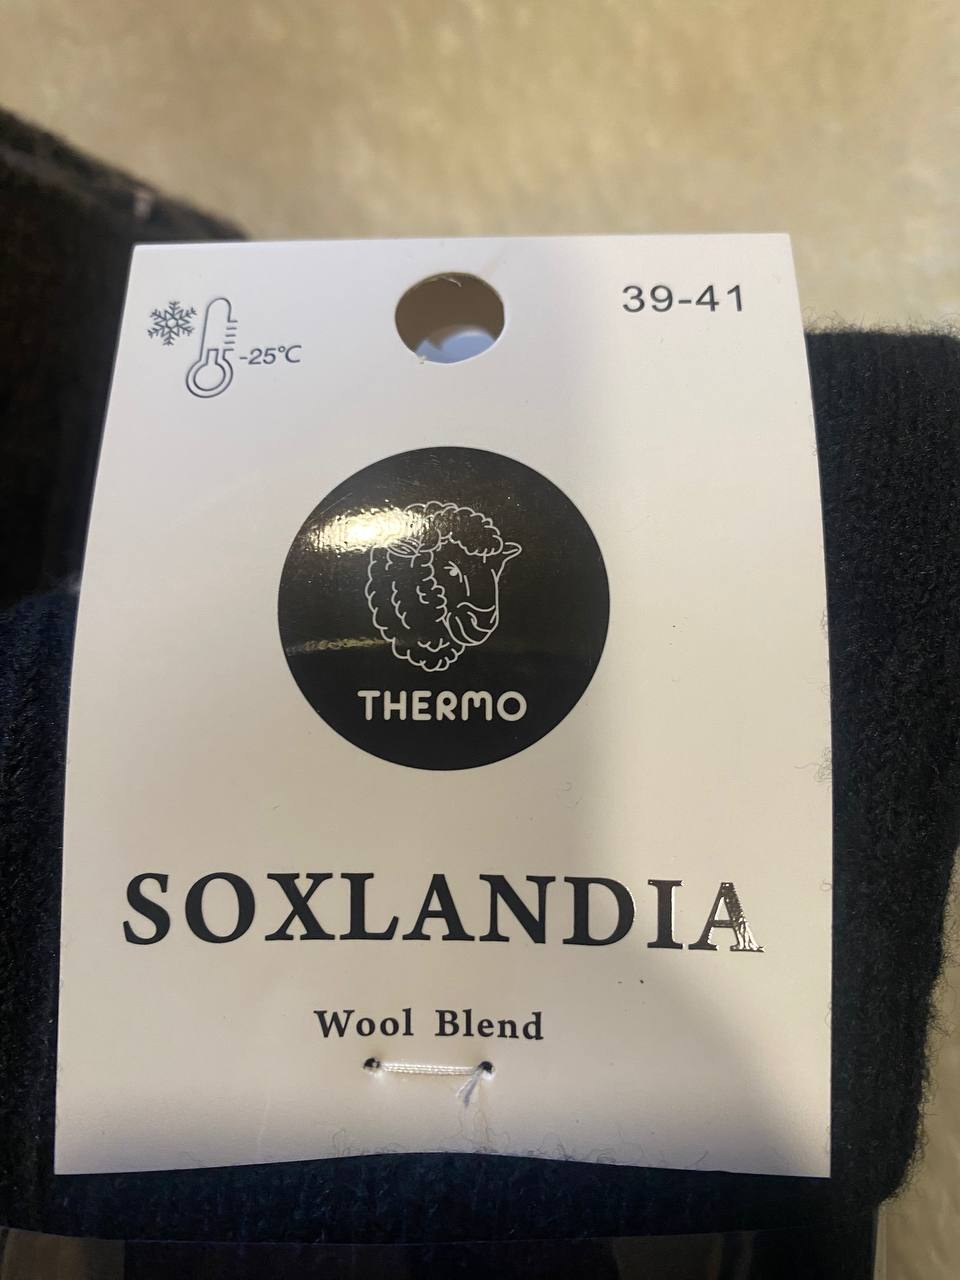 -25°C
39-41
THERMO
SOXLANDIA
Wool Blend